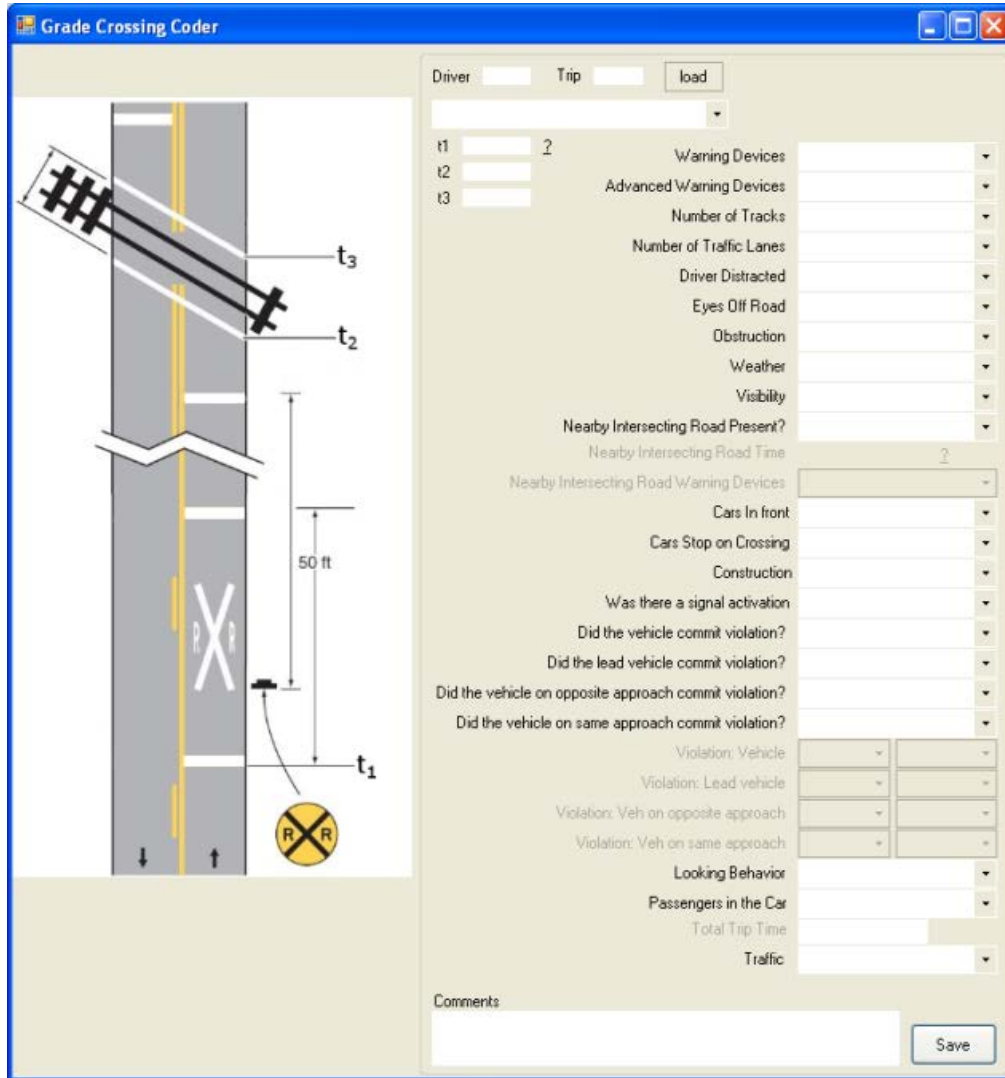 Grade Crossing Coder
Driver Trip load
t1 ?
t2
t3
Warning Devices
Advanced Warning Devices
Number of Tracks
Number of Traffic Lanes
Driver Distracted
Eyes Off Road
Obstruction
Weather
Visibility
Nearby Intersecting Road Present?
Nearby Intersecting Road Time ?
Nearby Intersecting Road Warning Devices
Cars In front
Cars Stop on Crossing
Construction
Was there a signal activation
Did the vehicle commit violation?
Did the lead vehicle commit violation?
Did the vehicle on opposite approach commit violation?
Did the vehicle on same approach commit violation?
Violation: Vehicle
Violation: Lead vehicle
Violation: Veh on opposite approach
Violation: Veh on same approach
Looking Behavior
Passengers in the Car
Total Trip Time
Traffic
Comments
Save
t3
t2
50 ft
R R
t1
R R